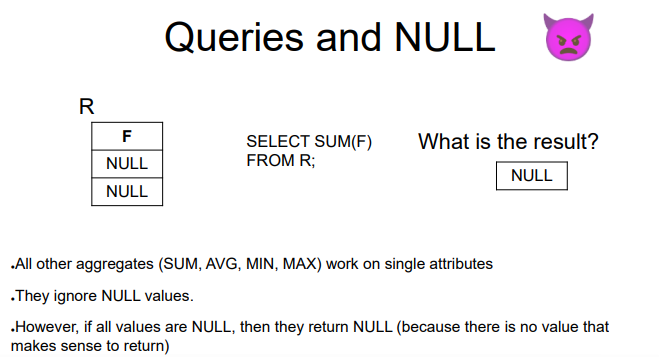 Queries and NULL
R
F
NULL
NULL
SELECT SUM(F)
FROM R;
What is the result?
NULL
•All other aggregates (SUM, AVG, MIN, MAX) work on single attributes
•They ignore NULL values.
•However, if all values are NULL, then they return NULL (because there is no value that
makes sense to return)